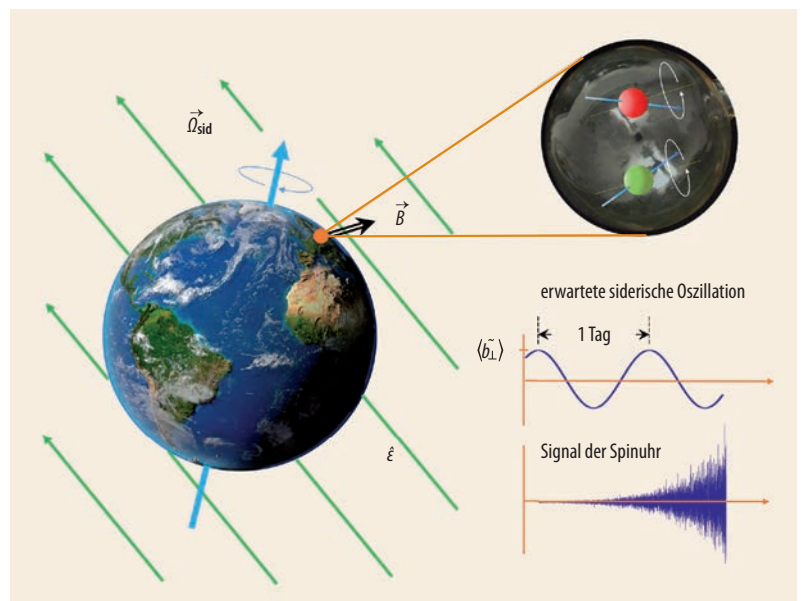 Ω⃗sid
B⃗
erwartete siderische Oszillation
1 Tag
⟨b̃⊥⟩
ε̂
Signal der Spinuhr